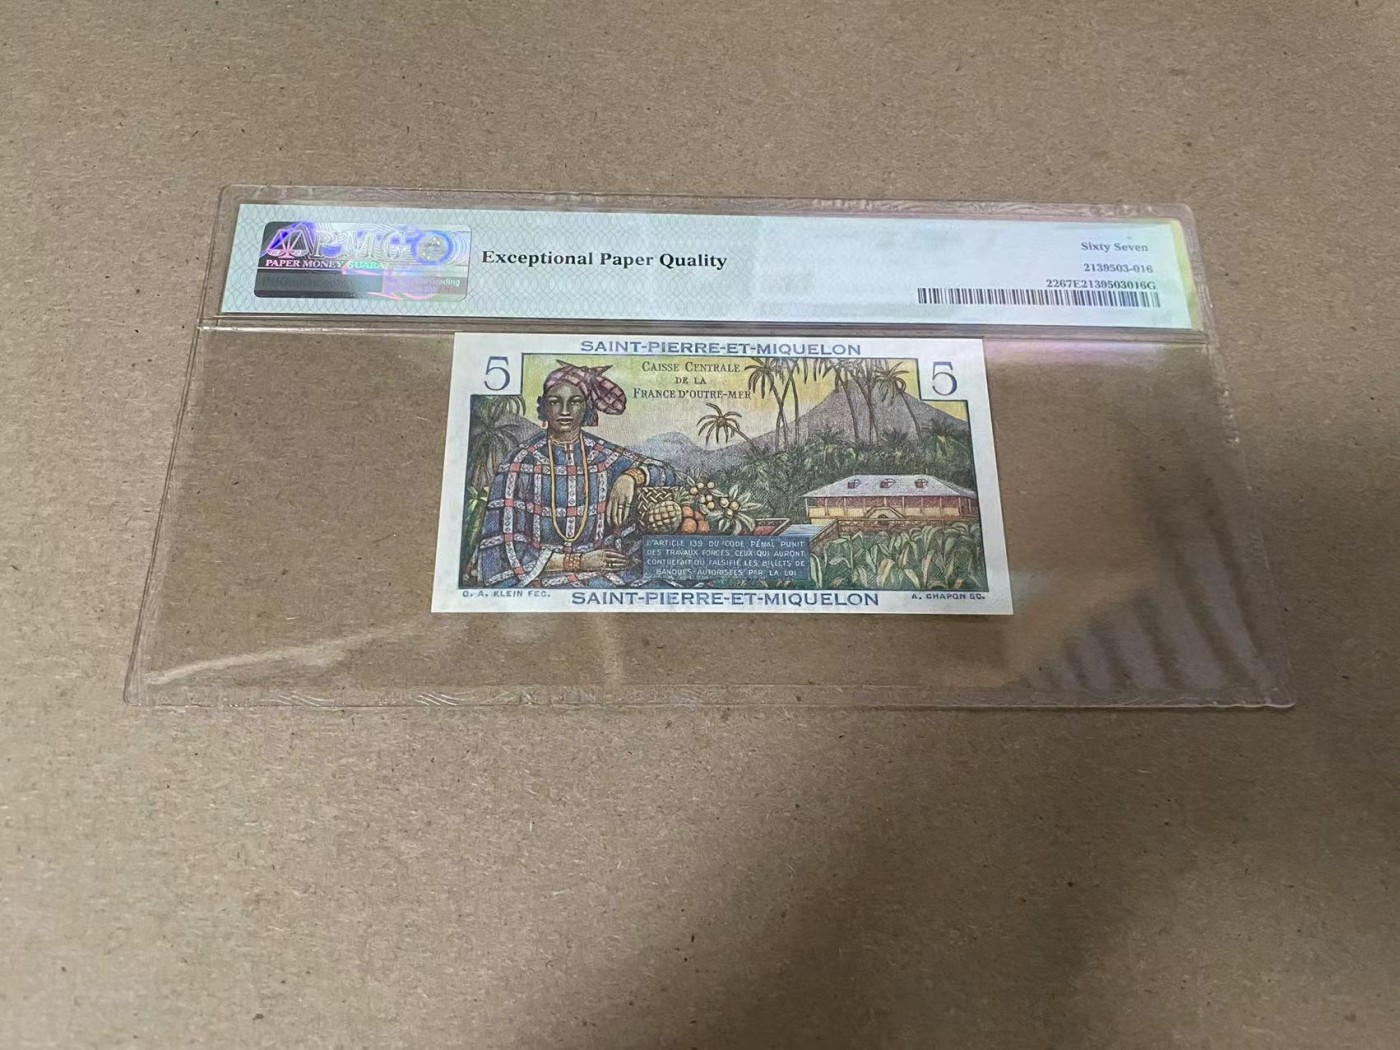 PMG
PAPER MONEY GUARA
Exceptional Paper Quality
Sixty Seven
2139503-016
2267E2139503016G
SAINT-PIERRE-ET-MIQUELON
5
CAISSE CENTRALE
DE LA
FRANCE D'OUTRE-MER
5
L'ARTICLE 139 DU CODE PÉNAL PUNIT
DES TRAVAUX FORCÉS CEUX QUI AURONT
CONTREFAIT OU FALSIFIÉ LES BILLETS DE
BANQUES AUTORISÉES PAR LA LOI
G. A. KLEIN FEC.
SAINT-PIERRE-ET-MIQUELON
A. CHAPON SC.